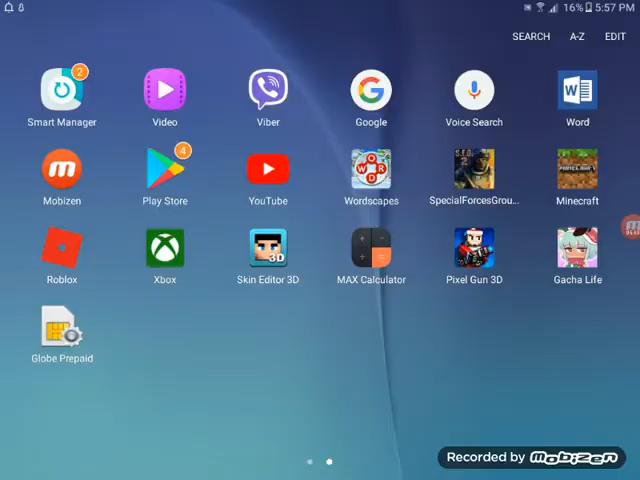 16% 5:57 PM
SEARCH A-Z EDIT
2
Smart Manager Video Viber Google Voice Search Word
4
Mobizen Play Store YouTube Wordscapes SpecialForcesGrou... Minecraft
Roblox Xbox Skin Editor 3D MAX Calculator Pixel Gun 3D Gacha Life
3D
Globe Prepaid
Recorded by MOBIZEN